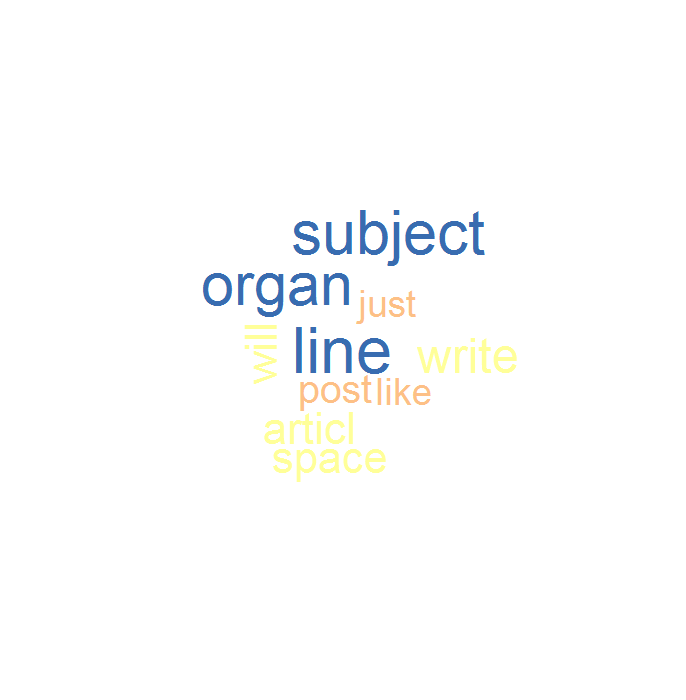 subject
organ
just
will
line
write
post
like
articl
space